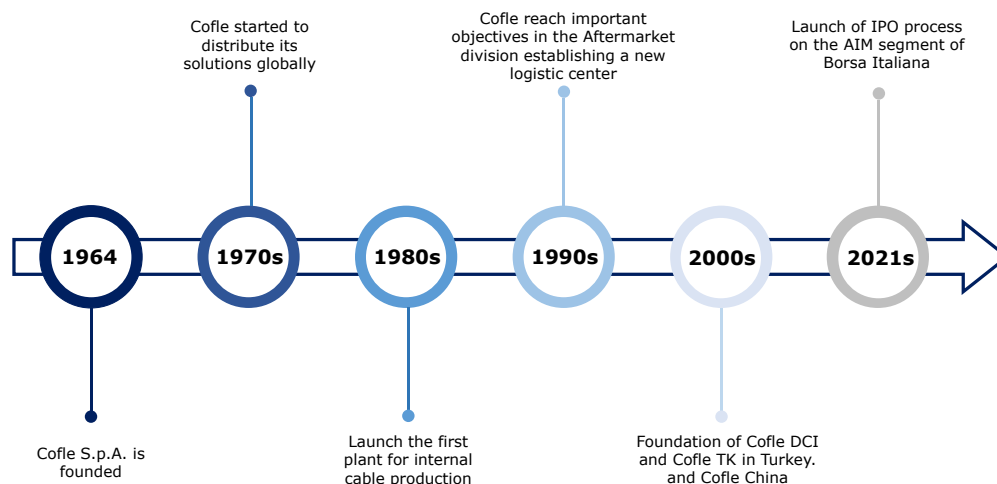 Cofle started to
distribute its
solutions globally
Cofle reach important
objectives in the Aftermarket
division establishing a new
logistic center
Launch of IPO process
on the AIM segment of
Borsa Italiana
1964
1970s
1980s
1990s
2000s
2021s
Cofle S.p.A. is
founded
Launch the first
plant for internal
cable production
Foundation of Cofle DCI
and Cofle TK in Turkey.
and Cofle China